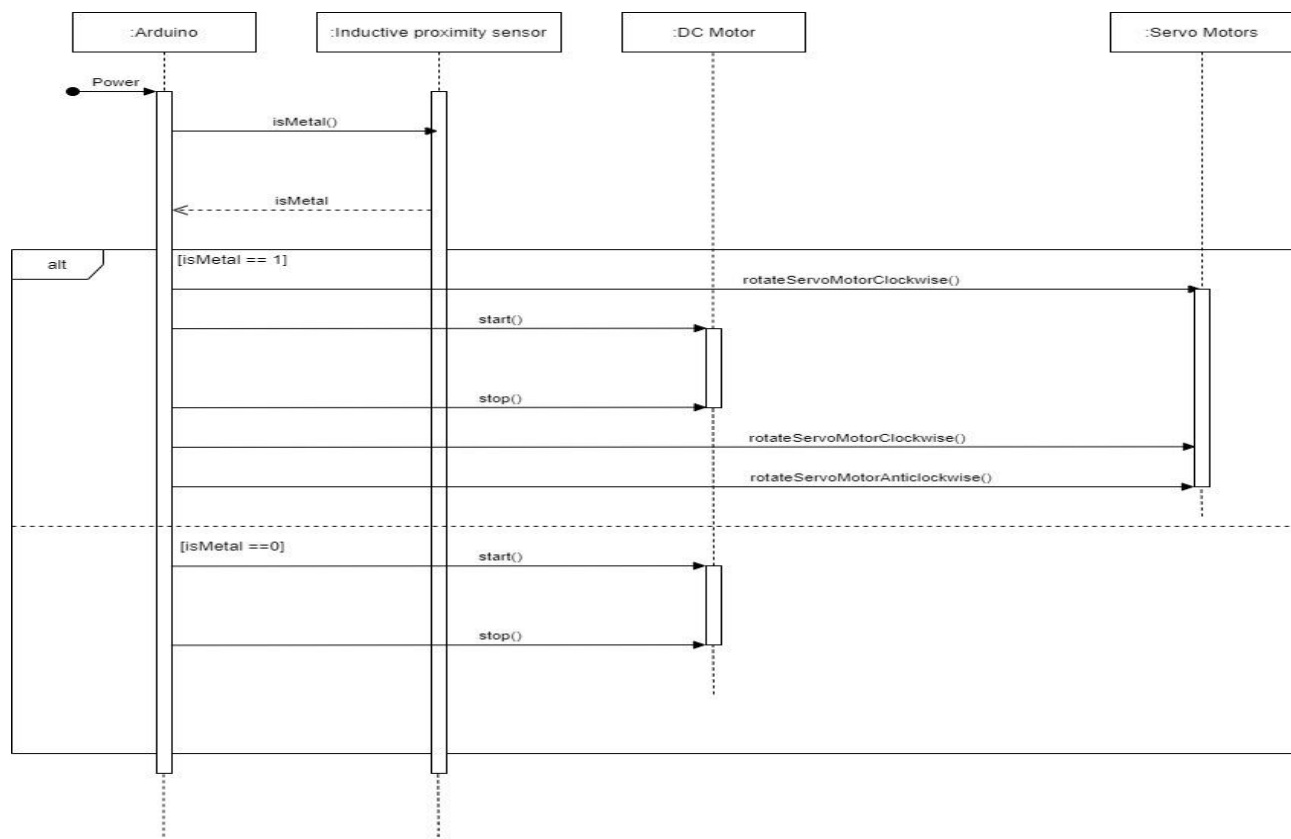 :Arduino
:Inductive proximity sensor
:DC Motor
:Servo Motors
Power
isMetal()
isMetal
alt
[isMetal == 1]
rotateServoMotorClockwise()
start()
stop()
rotateServoMotorClockwise()
rotateServoMotorAnticlockwise()
[isMetal ==0]
start()
stop()